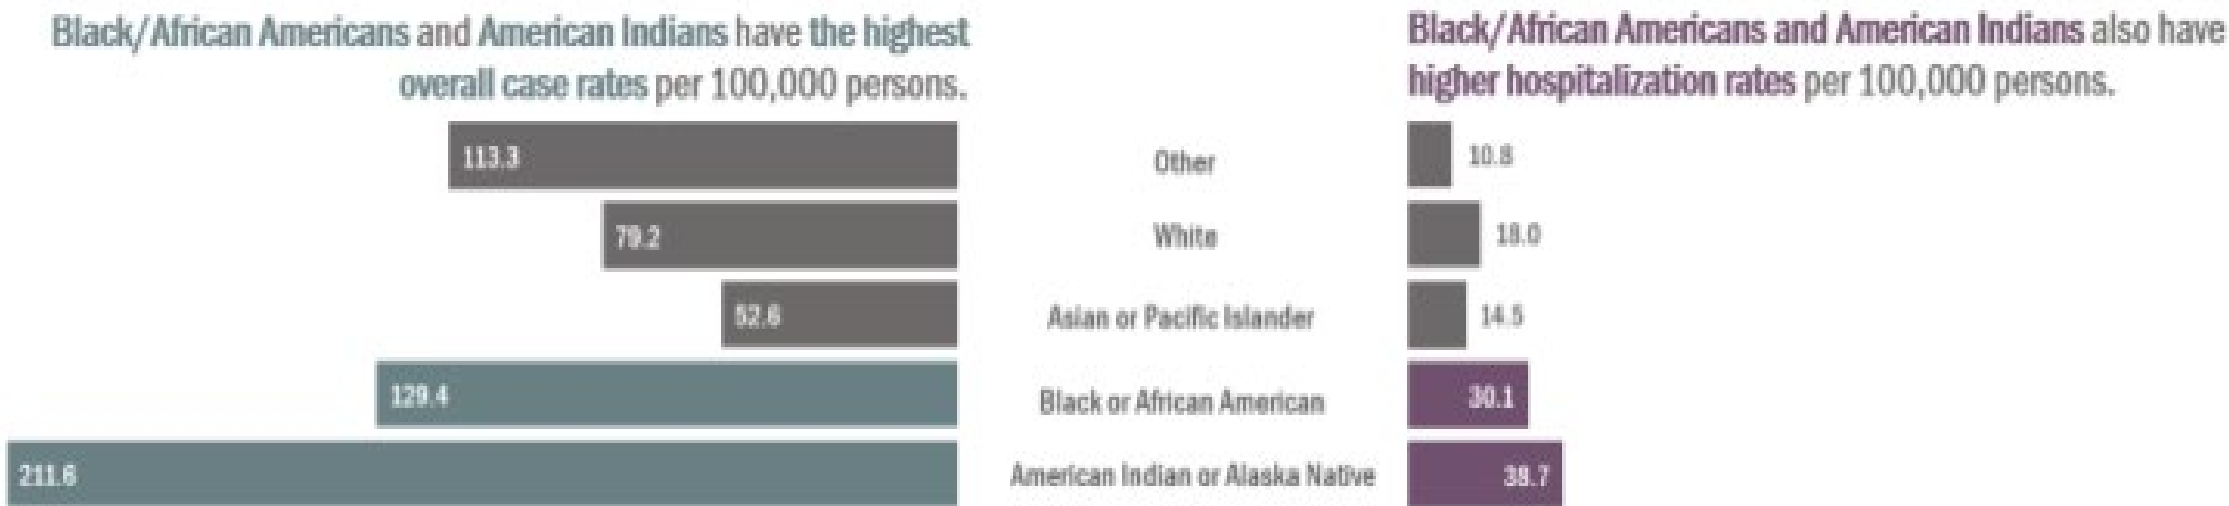 Black/African Americans and American Indians have the highest
overall case rates per 100,000 persons.
Black/African Americans and American Indians also have
higher hospitalization rates per 100,000 persons.
113.3 Other 10.8
79.2 White 18.0
52.6 Asian or Pacific Islander 14.5
129.4 Black or African American 30.1
211.6 American Indian or Alaska Native 38.7